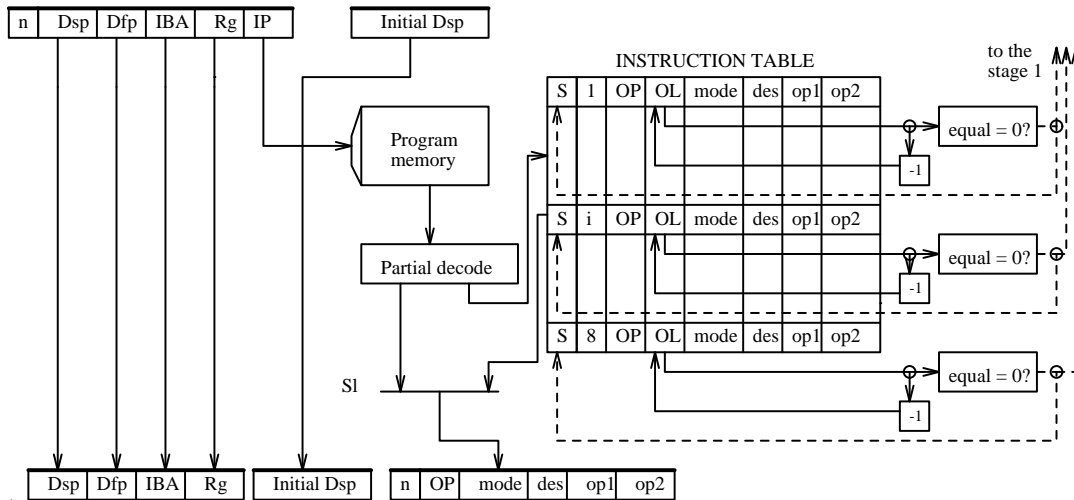 n Dsp Dfp IBA Rg IP
Initial Dsp
INSTRUCTION TABLE
to the
stage 1
S 1 OP OL mode des op1 op2
equal = 0?
-1
Program
memory
S i OP OL mode des op1 op2
equal = 0?
-1
Partial decode
S 8 OP OL mode des op1 op2
equal = 0?
-1
Sl
Dsp Dfp IBA Rg
Initial Dsp
n OP mode des op1 op2